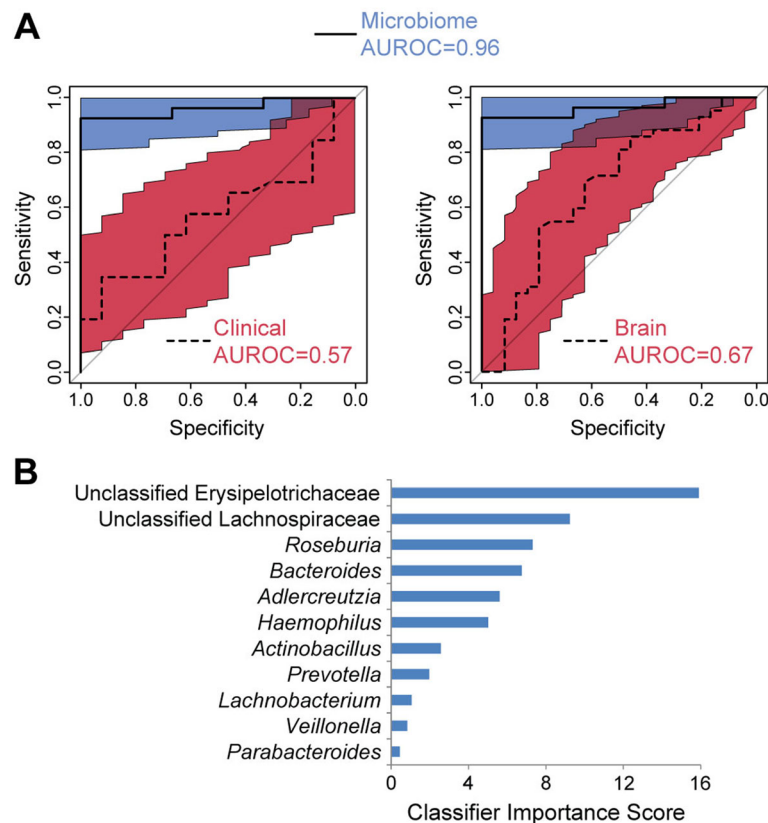 A
Microbiome
AUROC=0.96
Sensitivity
0.0 0.2 0.4 0.6 0.8 1.0
Clinical
AUROC=0.57
1.0 0.8 0.6 0.4 0.2 0.0
Specificity
Sensitivity
0.0 0.2 0.4 0.6 0.8 1.0
Brain
AUROC=0.67
1.0 0.8 0.6 0.4 0.2 0.0
Specificity
B
Unclassified Erysipelotrichaceae
Unclassified Lachnospiraceae
Roseburia
Bacteroides
Adlercreutzia
Haemophilus
Actinobacillus
Prevotella
Lachnobacterium
Veillonella
Parabacteroides
0 4 8 12 16
Classifier Importance Score